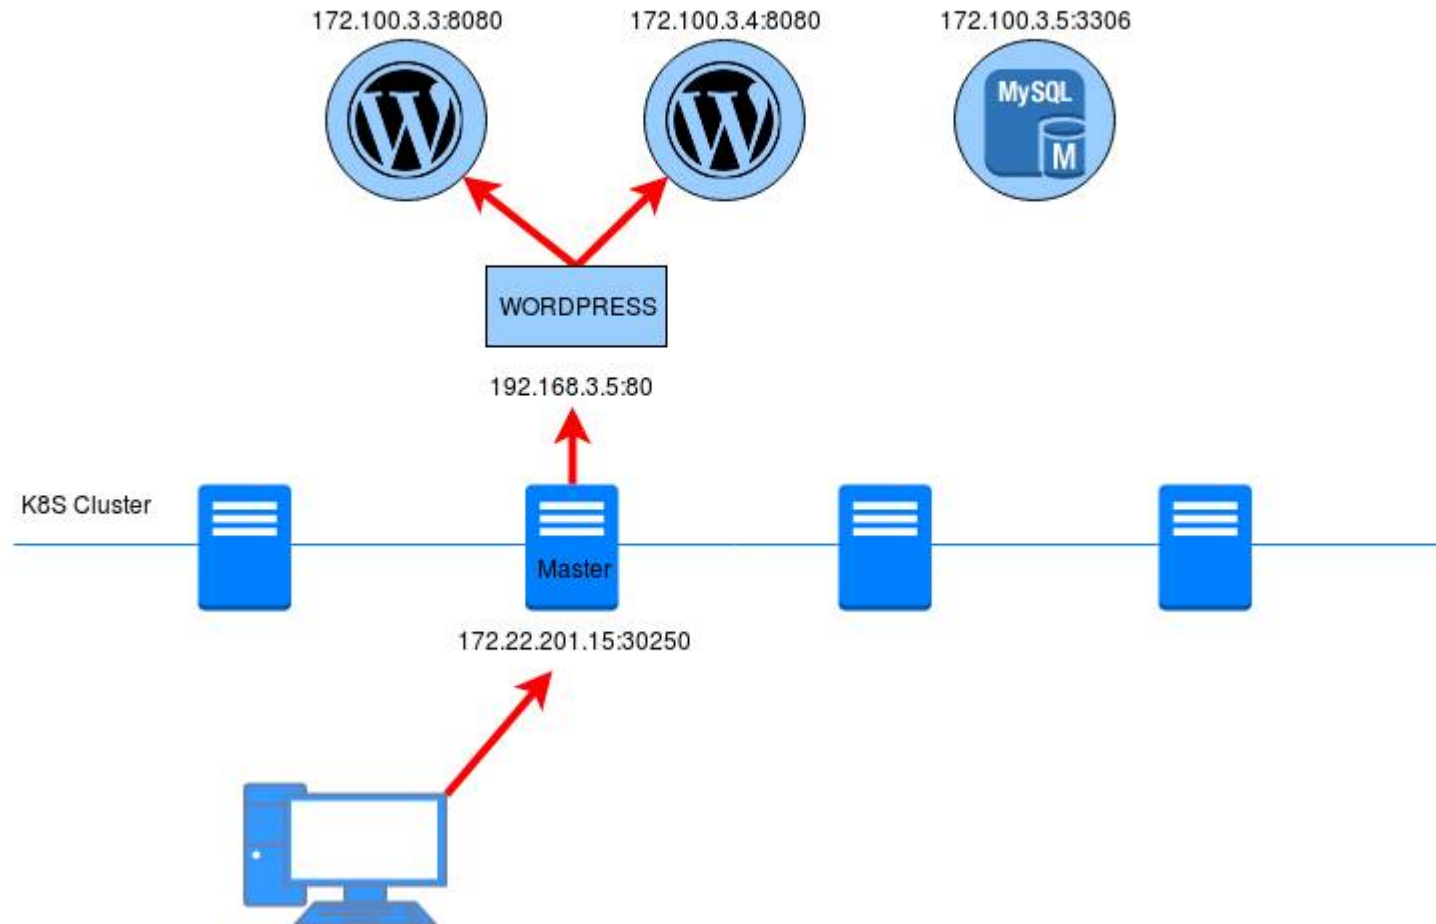 172.100.3.3:8080
172.100.3.4:8080
172.100.3.5:3306
MySQL
M
WORDPRESS
192.168.3.5:80
K8S Cluster
Master
172.22.201.15:30250